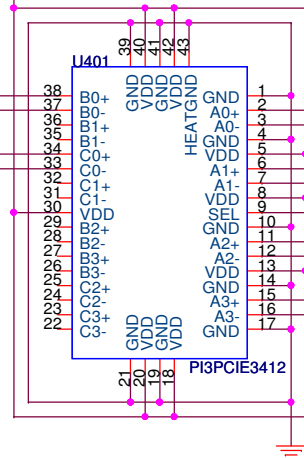 U401
39 40 41 42 43
GND VDD GND VDD HEATGND
38 B0+ GND 1
37 B0- A0+ 2
36 B1+ A0- 3
35 B1- GND 4
34 C0+ VDD 5
33 C0- A1+ 6
32 C1+ A1- 7
31 C1- VDD 8
30 VDD SEL 9
29 B2+ GND 10
28 B2- A2+ 11
27 B3+ A2- 12
26 B3- VDD 13
25 C2+ GND 14
24 C2- A3+ 15
23 C3+ A3- 16
22 C3- GND 17
GND VDD GND VDD
21 20 19 18
PI3PCIE3412